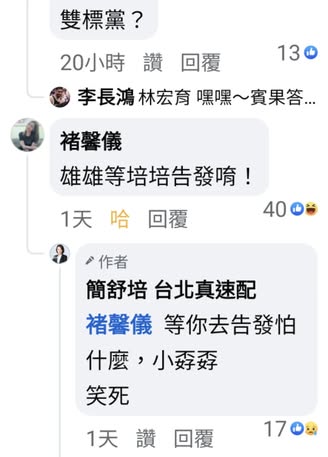 雙標黨？
20小時 讚 回覆 13
李長鴻 林宏育 嘿嘿～賓果答...
褚馨儀
雄雄等培培告發唷！
1天 哈 回覆 40
作者
簡舒培 台北真速配
褚馨儀 等你去告發怕
什麼，小孬孬
笑死
1天 讚 回覆 17